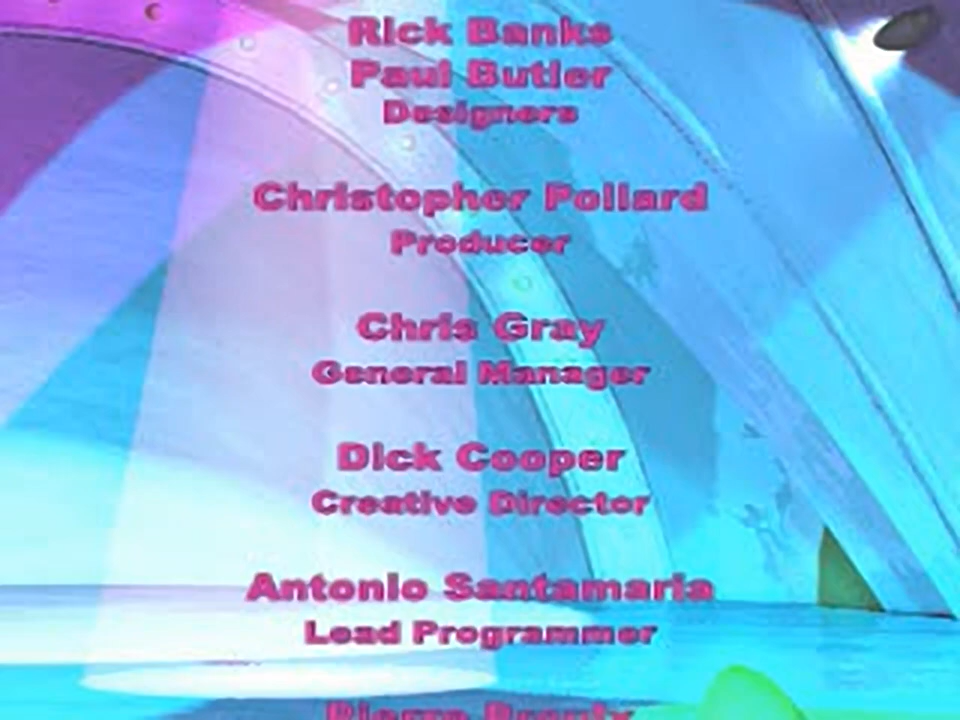 Rick Banks
Paul Butler
Designers
Christopher Pollard
Producer
Chris Gray
General Manager
Dick Cooper
Creative Director
Antonio Santamaria
Lead Programmer
Pierre